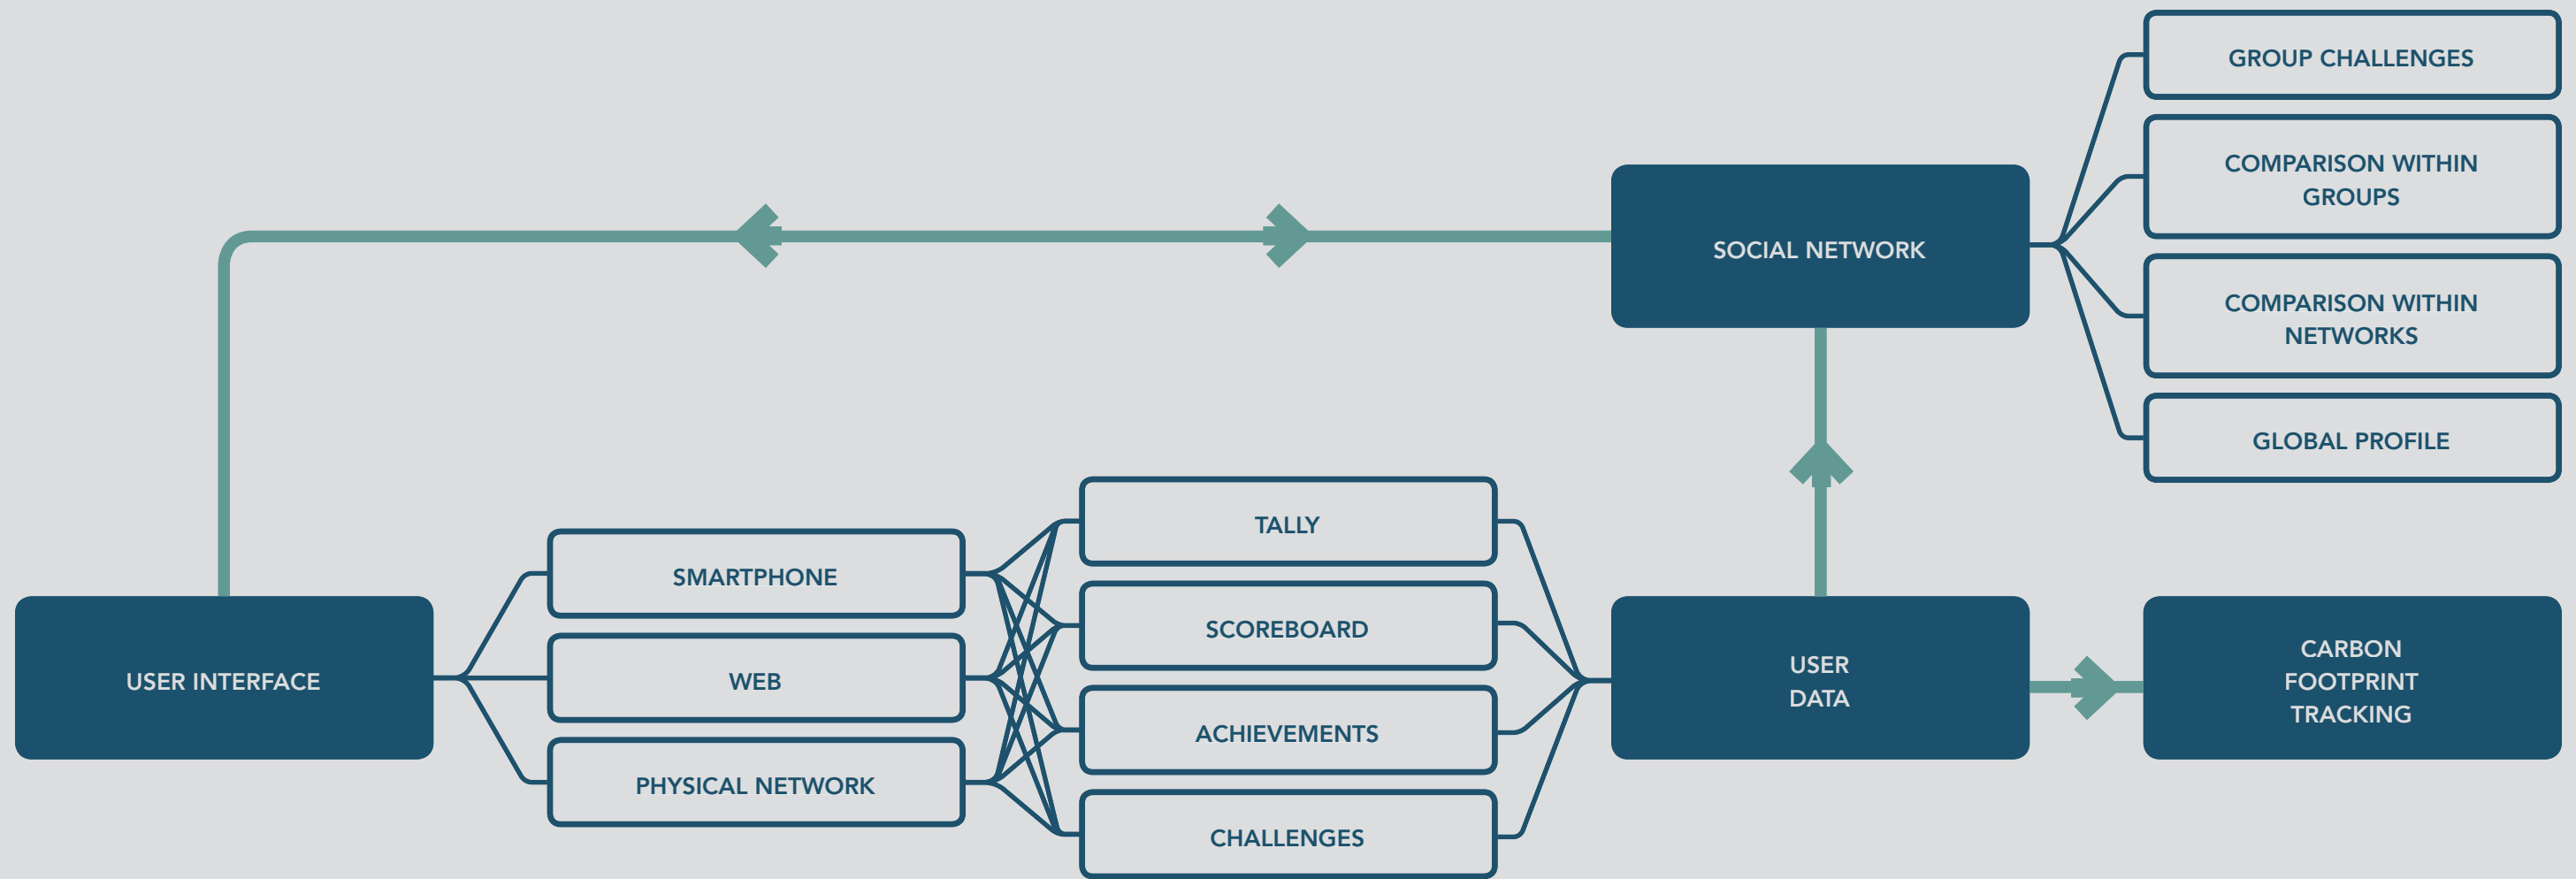 GROUP CHALLENGES
COMPARISON WITHIN
GROUPS
SOCIAL NETWORK
COMPARISON WITHIN
NETWORKS
GLOBAL PROFILE
USER INTERFACE
SMARTPHONE
WEB
PHYSICAL NETWORK
TALLY
SCOREBOARD
ACHIEVEMENTS
CHALLENGES
USER
DATA
CARBON
FOOTPRINT
TRACKING